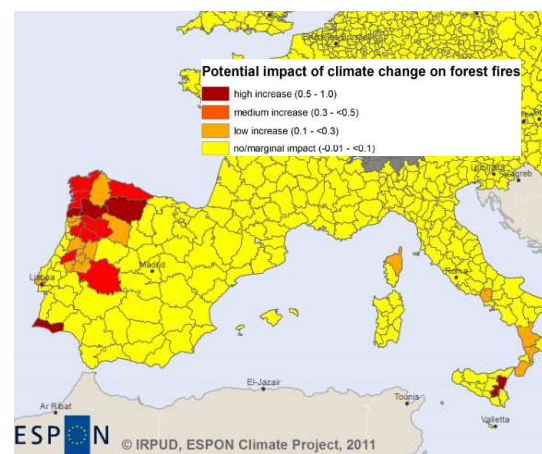 Potential impact of climate change on forest fires
high increase (0.5 - 1.0)
medium increase (0.3 - <0.5)
low increase (0.1 - <0.3)
no/marginal impact (-0.01 - <0.1)
Ljubljana
Zagreb
Madrid
Roma
Lisboa
El-Jazair
Tounis
Ar Ribat
Valletta
ESPON
© IRPUD, ESPON Climate Project, 2011